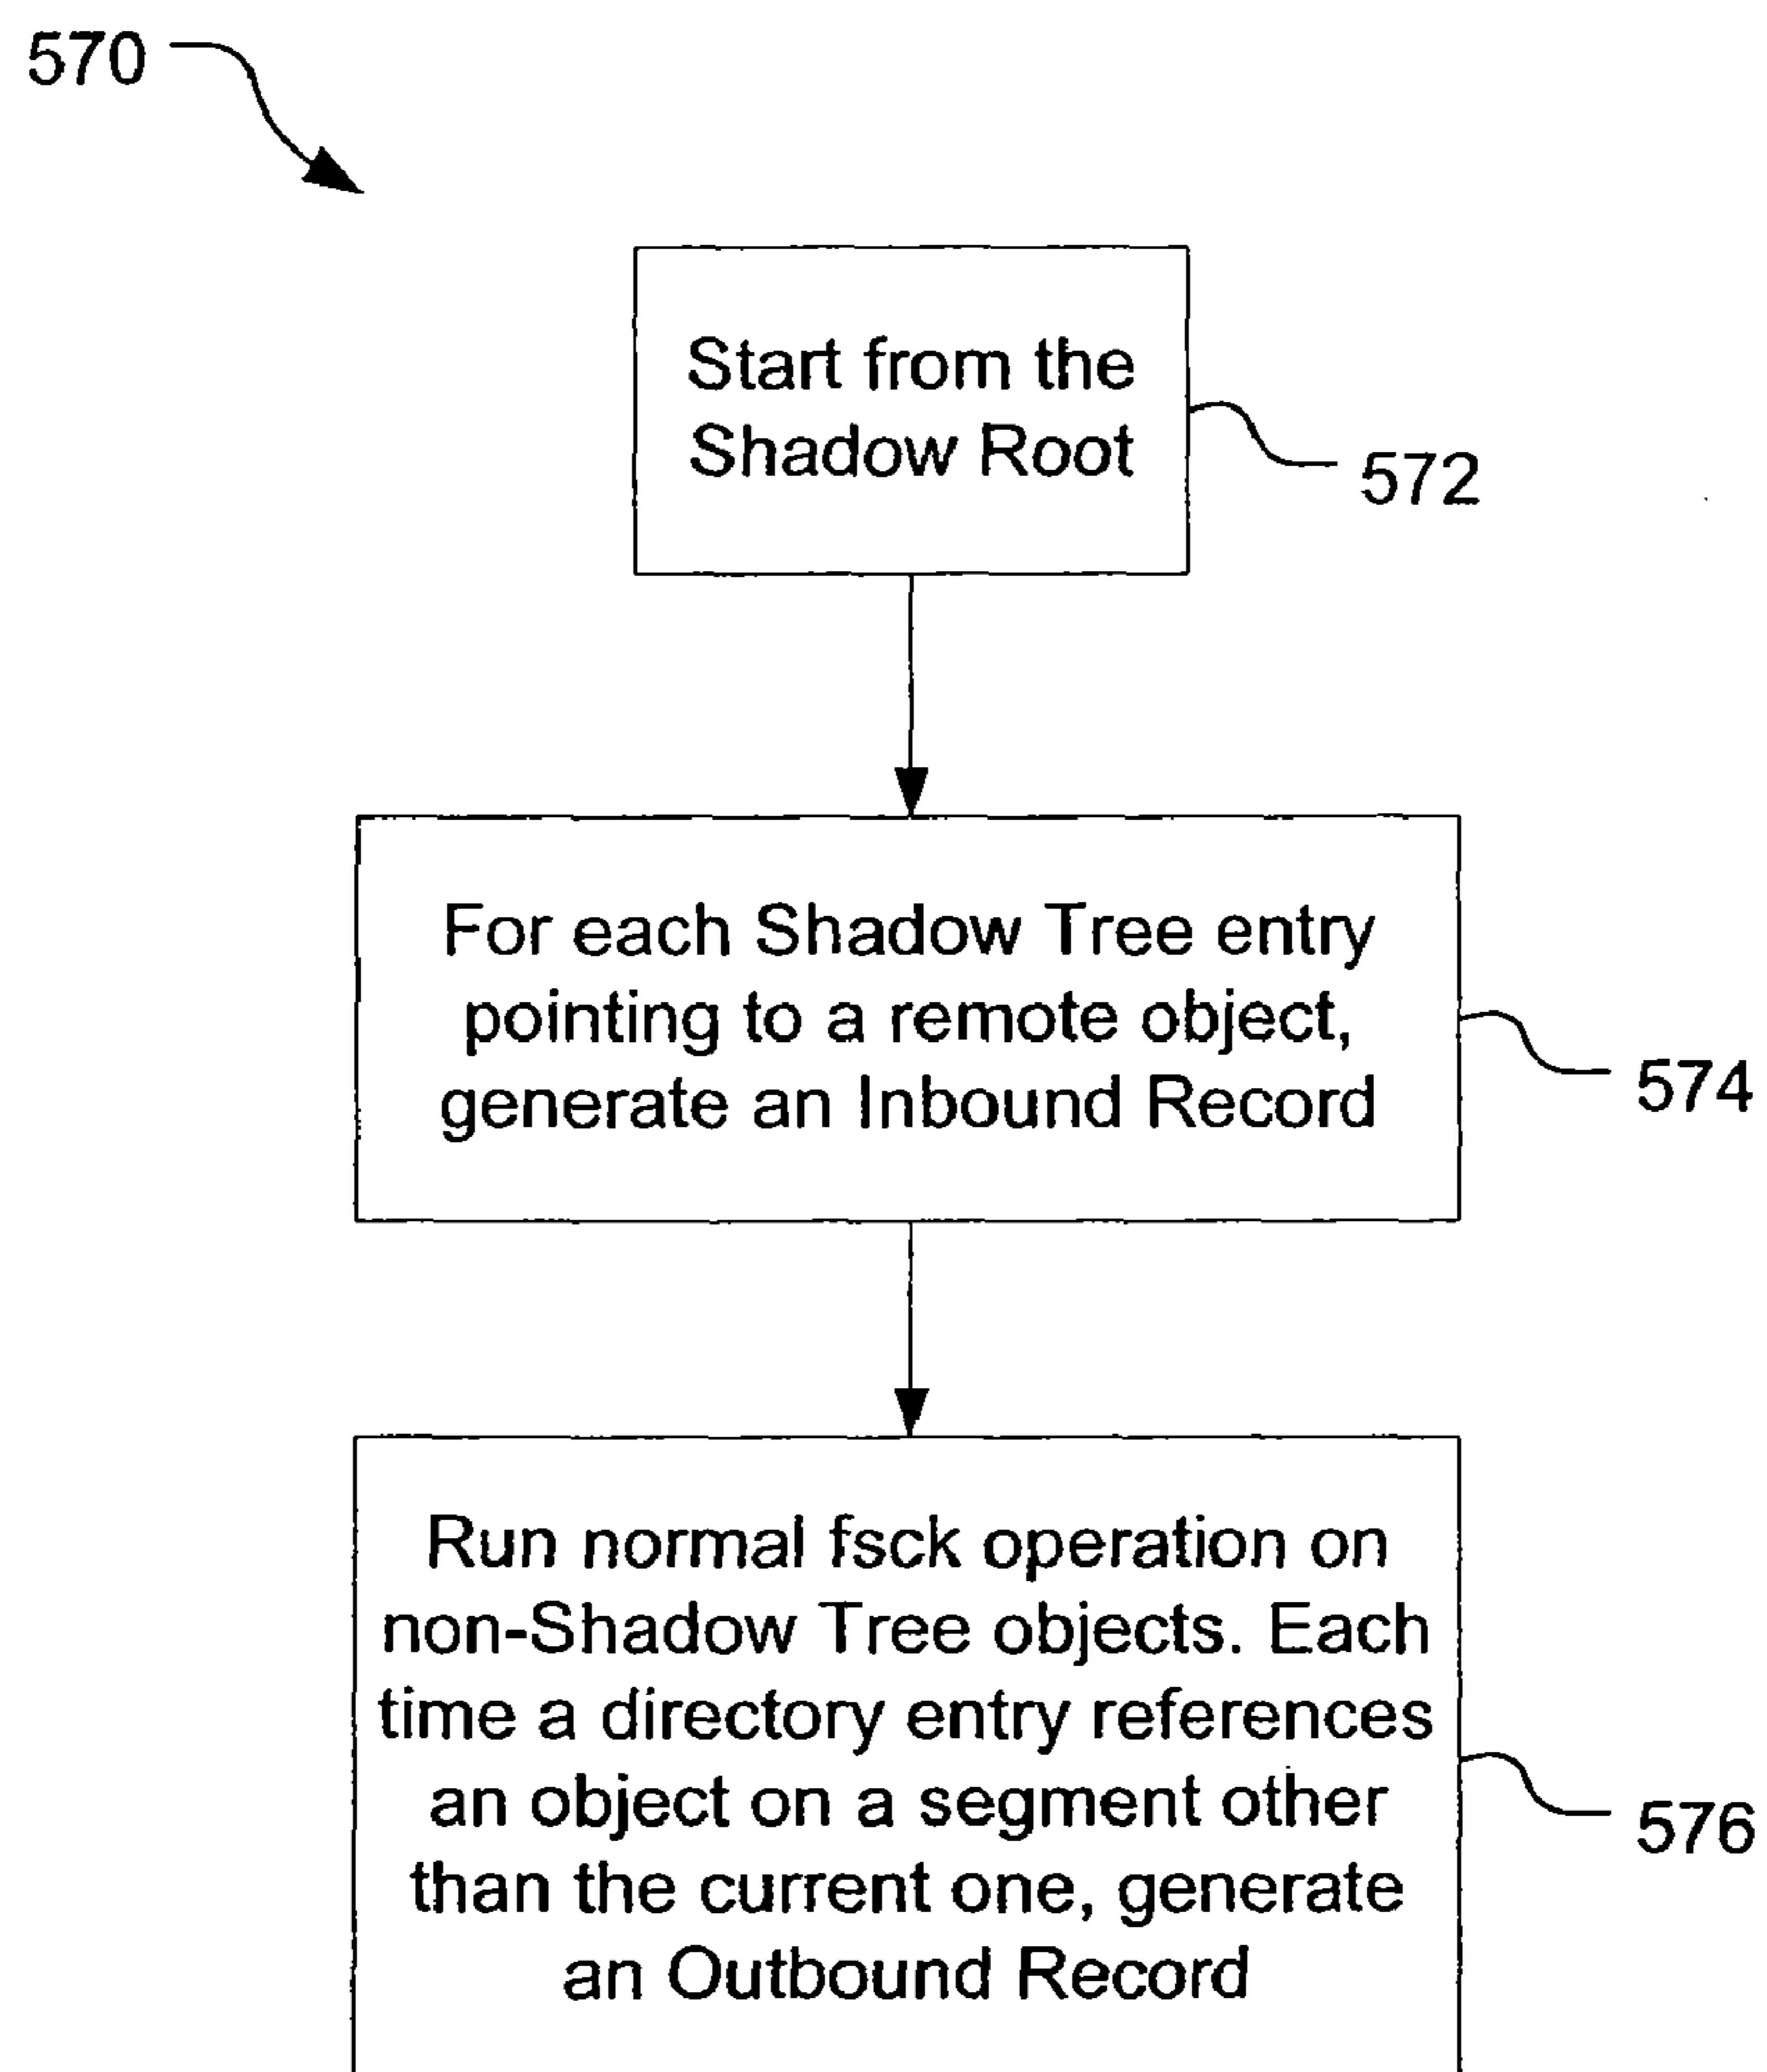 570
Start from the
Shadow Root
572
For each Shadow Tree entry
pointing to a remote object,
generate an Inbound Record
574
Run normal fsck operation on
non-Shadow Tree objects. Each
time a directory entry references
an object on a segment other
than the current one, generate
an Outbound Record
576